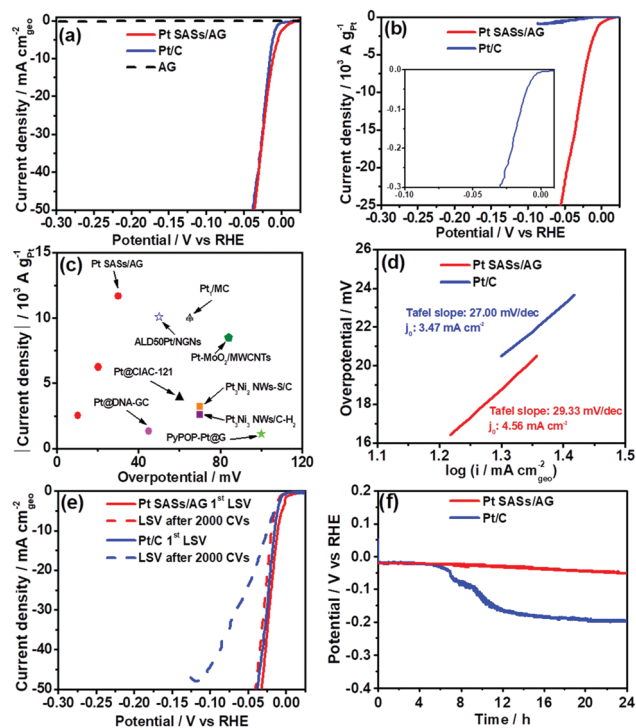 (a)
Pt SASs/AG
Pt/C
AG
Current density / mA cm⁻²geo
0
-10
-20
-30
-40
-50
-0.30 -0.25 -0.20 -0.15 -0.10 -0.05 0.00
Potential / V vs RHE
(b)
Pt SASs/AG
Pt/C
Current density / 10³ A g⁻¹Pt
0
-5
-10
-15
-20
-25
0.0
-0.1
-0.2
-0.3
-0.10 -0.05 0.00
-0.30 -0.25 -0.20 -0.15 -0.10 -0.05 0.00
Potential / V vs RHE
(c)
|Current density| / 10³ A g⁻¹Pt
15
10
5
0
Pt SASs/AG
Pt₁/MC
ALD50Pt/NGNs
Pt-MoO₂/MWCNTs
Pt@CIAC-121
Pt₃Ni₂ NWs-S/C
Pt@DNA-GC
Pt₃Ni₃ NWs/C-H₂
PyPOP-Pt@G
0 40 80 120
Overpotential / mV
(d)
Pt SASs/AG
Pt/C
Overpotential / mV
26
24
22
20
18
16
Tafel slope: 27.00 mV/dec
j₀: 3.47 mA cm⁻²
Tafel slope: 29.33 mV/dec
j₀: 4.56 mA cm⁻²
1.1 1.2 1.3 1.4 1.5
log (i / mA cm⁻²geo)
(e)
Pt SASs/AG 1st LSV
LSV after 2000 CVs
Pt/C 1st LSV
LSV after 2000 CVs
Current density / mA cm⁻²geo
0
-10
-20
-30
-40
-50
-0.30 -0.25 -0.20 -0.15 -0.10 -0.05 0.00
Potential / V vs RHE
(f)
Pt SASs/AG
Pt/C
Potential / V vs RHE
0.2
0.1
0.0
-0.1
-0.2
-0.3
-0.4
0 4 8 12 16 20 24
Time / h